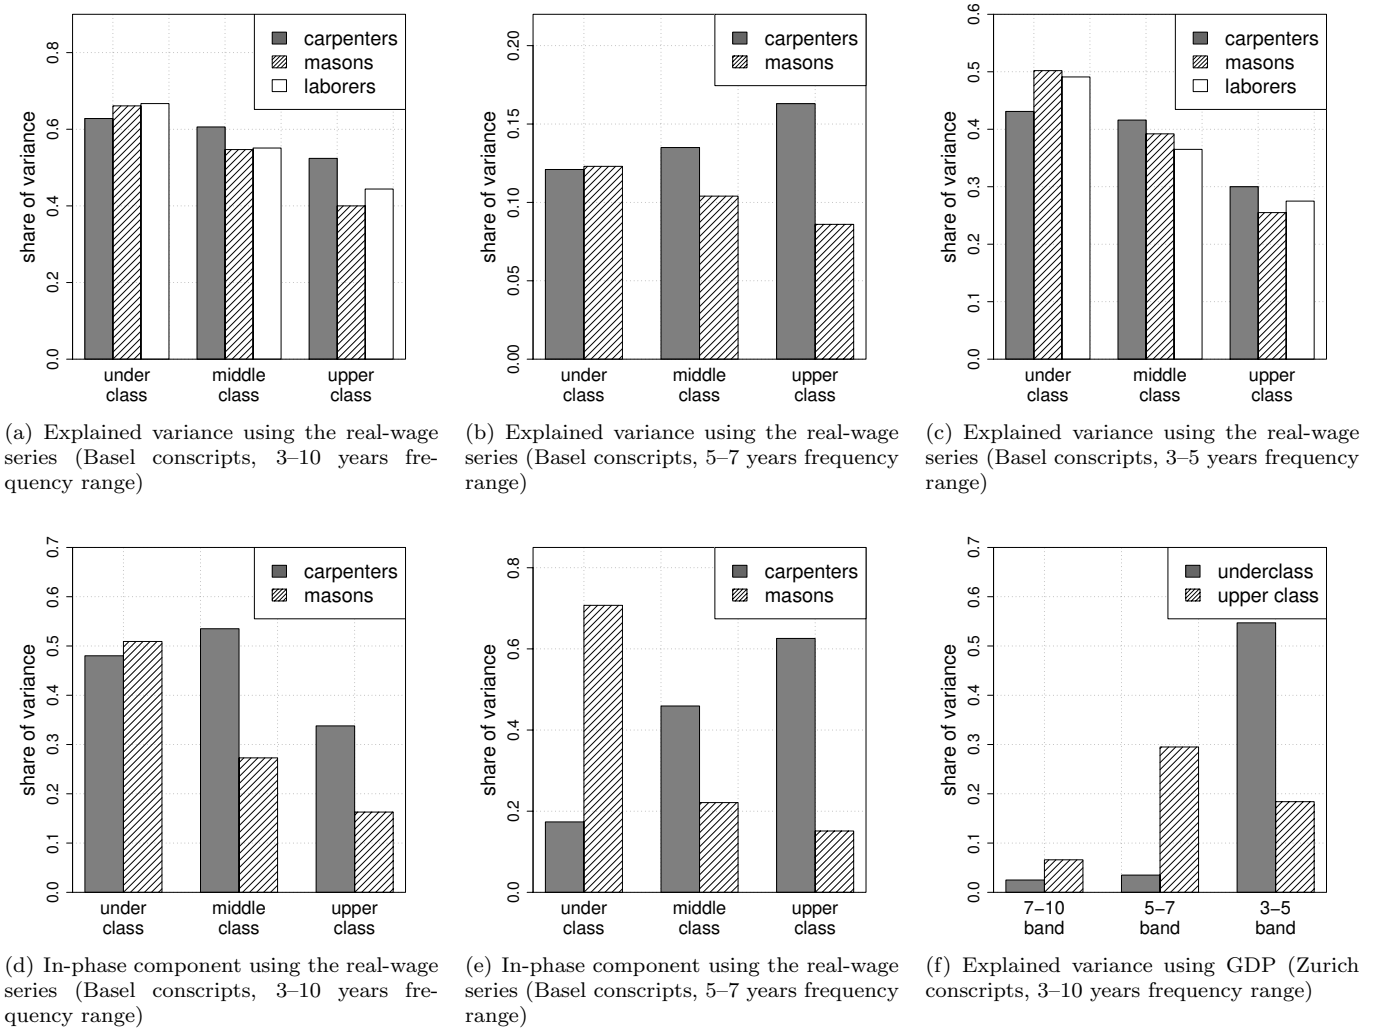 share of variance
0.0
0.2
0.4
0.6
0.8
carpenters
masons
laborers
under class
middle class
upper class
(a) Explained variance using the real-wage
series (Basel conscripts, 3–10 years fre-
quency range)
share of variance
0.00
0.05
0.10
0.15
0.20
carpenters
masons
under class
middle class
upper class
(b) Explained variance using the real-wage
series (Basel conscripts, 5–7 years frequency
range)
share of variance
0.0
0.1
0.2
0.3
0.4
0.5
0.6
carpenters
masons
laborers
under class
middle class
upper class
(c) Explained variance using the real-wage
series (Basel conscripts, 3–5 years frequency
range)
share of variance
0.0
0.1
0.2
0.3
0.4
0.5
0.6
0.7
carpenters
masons
under class
middle class
upper class
(d) In-phase component using the real-wage
series (Basel conscripts, 3–10 years fre-
quency range)
share of variance
0.0
0.2
0.4
0.6
0.8
carpenters
masons
under class
middle class
upper class
(e) In-phase component using the real-wage
series (Basel conscripts, 5–7 years frequency
range)
share of variance
0.0
0.1
0.2
0.3
0.4
0.5
0.6
0.7
underclass
upper class
7–10 band
5–7 band
3–5 band
(f) Explained variance using GDP (Zurich
conscripts, 3–10 years frequency range)